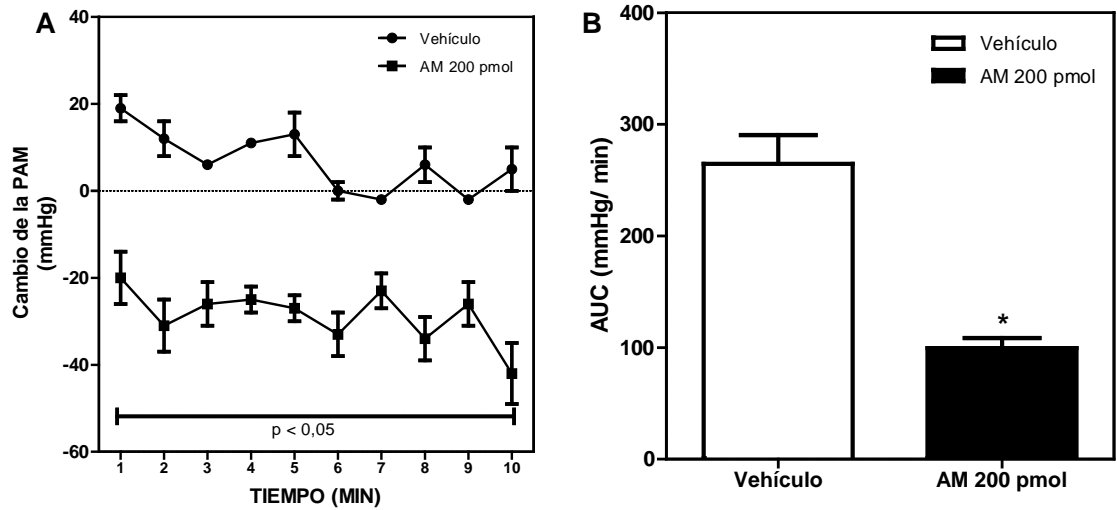 A
Vehículo
AM 200 pmol
Cambio de la PAM
(mmHg)
40
20
0
-20
-40
-60
p < 0,05
1 2 3 4 5 6 7 8 9 10
TIEMPO (MIN)
B
Vehículo
AM 200 pmol
AUC (mmHg/ min)
400
300
200
100
0
*
Vehículo AM 200 pmol